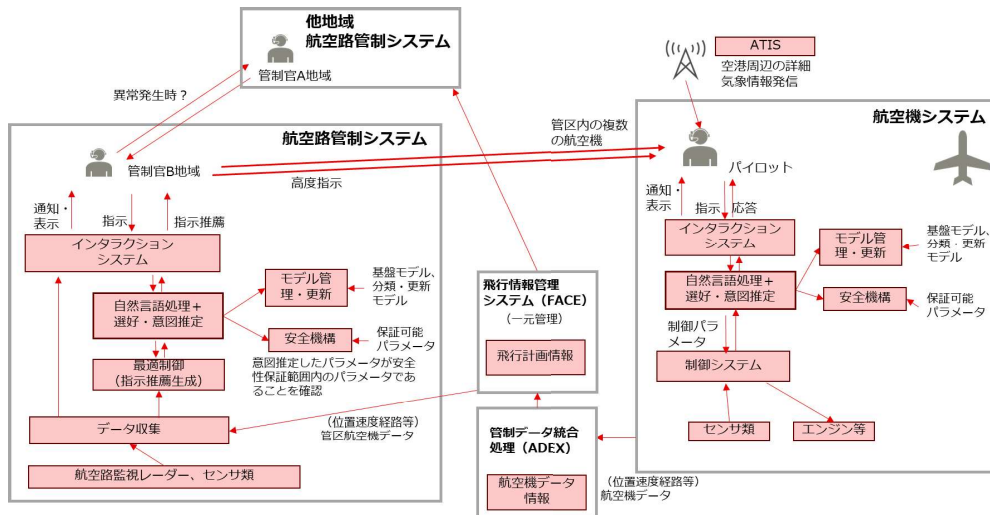 他地域
航空路管制システム
管制官A地域
異常発生時？
ATIS
空港周辺の詳細
気象情報発信
航空路管制システム
管制官B地域
管区内の複数
の航空機
高度指示
通知・
表示
指示
指示推薦
インタラクション
システム
自然言語処理＋
選好・意図推定
モデル管
理・更新
基盤モデル、
分類・更新
モデル
安全機構
保証可能
パラメータ
意図推定したパラメータが安全
性保証範囲内のパラメータであ
ることを確認
最適制御
（指示推薦生成）
データ収集
航空路監視レーダー、センサ類
（位置速度経路等）
管区航空機データ
飛行情報管理
システム（FACE）
（一元管理）
飛行計画情報
管制データ統合
処理（ADEX）
航空機データ
情報
（位置速度経路等）
航空機データ
航空機システム
パイロット
通知・
表示
指示
応答
インタラクション
システム
自然言語処理＋
選好・意図推定
モデル管
理・更新
基盤モデル、
分類・更新
モデル
安全機構
保証可能
パラメータ
制御パラ
メータ
制御システム
センサ類
エンジン等